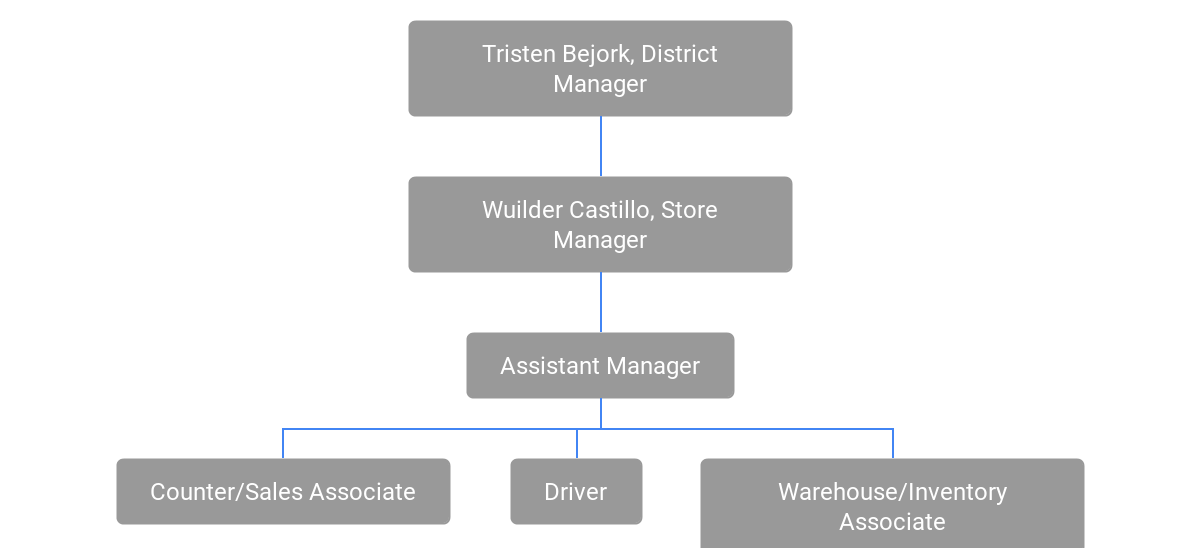 Tristen Bejork, District
Manager
Wuilder Castillo, Store
Manager
Assistant Manager
Counter/Sales Associate
Driver
Warehouse/Inventory
Associate